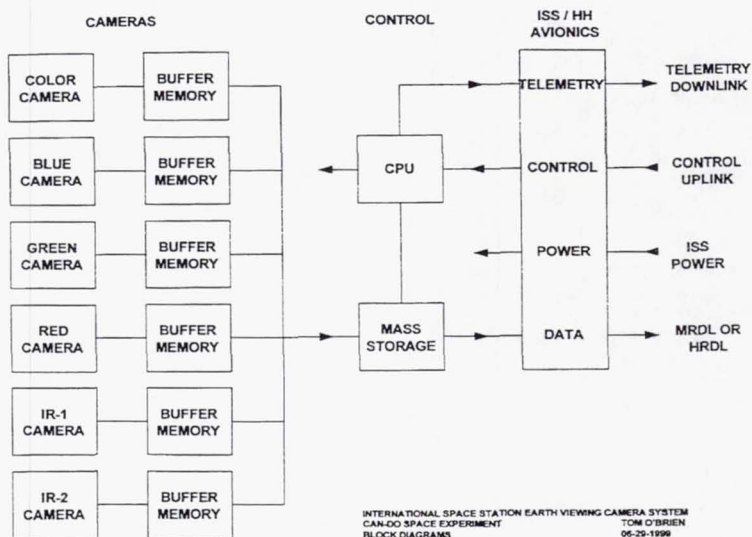 CAMERAS
CONTROL
ISS / HH
AVIONICS
COLOR
CAMERA
BUFFER
MEMORY
TELEMETRY
TELEMETRY
DOWNLINK
BLUE
CAMERA
BUFFER
MEMORY
CPU
CONTROL
CONTROL
UPLINK
GREEN
CAMERA
BUFFER
MEMORY
POWER
ISS
POWER
RED
CAMERA
BUFFER
MEMORY
MASS
STORAGE
DATA
MRDL OR
HRDL
IR-1
CAMERA
BUFFER
MEMORY
IR-2
CAMERA
BUFFER
MEMORY
INTERNATIONAL SPACE STATION EARTH VIEWING CAMERA SYSTEM
CAN-DO SPACE EXPERIMENT TOM O'BRIEN
BLOCK DIAGRAMS 06-29-1999